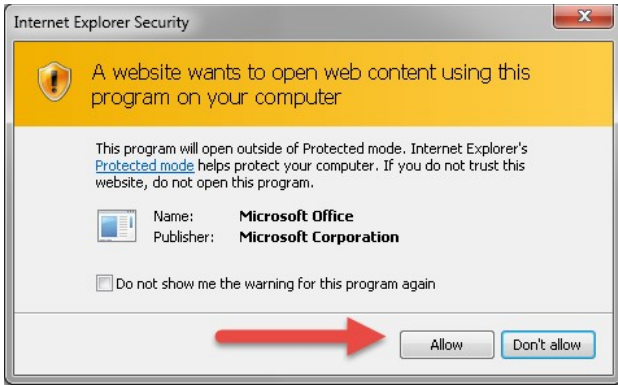 Internet Explorer Security
A website wants to open web content using this
program on your computer
This program will open outside of Protected mode. Internet Explorer's
Protected mode helps protect your computer. If you do not trust this
website, do not open this program.
Name: Microsoft Office
Publisher: Microsoft Corporation
Do not show me the warning for this program again
Allow Don't allow